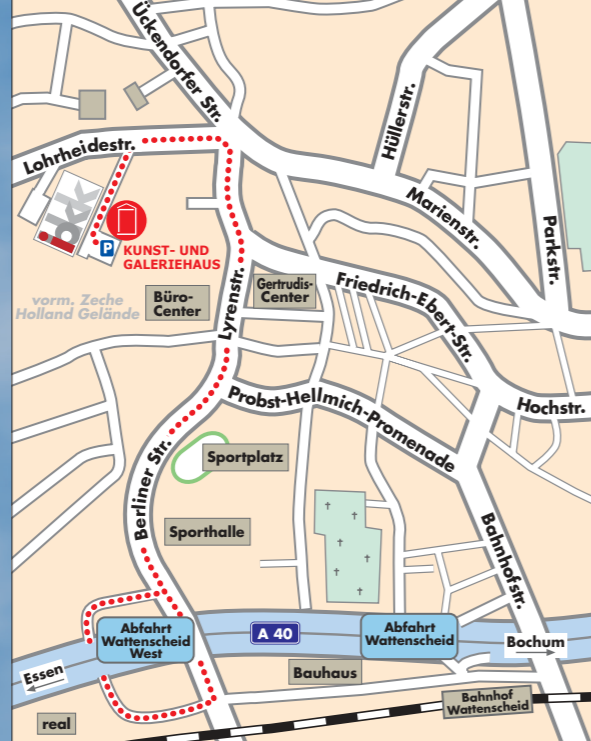 Ückendorfer Str.
Lohrheidestr.
Hüllerstr.
Marienstr.
Parkstr.
ibkk
P
KUNST- UND
GALERIEHAUS
vorm. Zeche
Holland Gelände
Büro-
Center
Lyrenstr.
Gertrudis-
Center
Friedrich-Ebert-Str.
Probst-Hellmich-Promenade
Hochstr.
Berliner Str.
Sportplatz
Sporthalle
Bahnhofstr.
Abfahrt
Wattenscheid
West
A 40
Abfahrt
Wattenscheid
Bochum
Essen
Bauhaus
Bahnhof
Wattenscheid
real